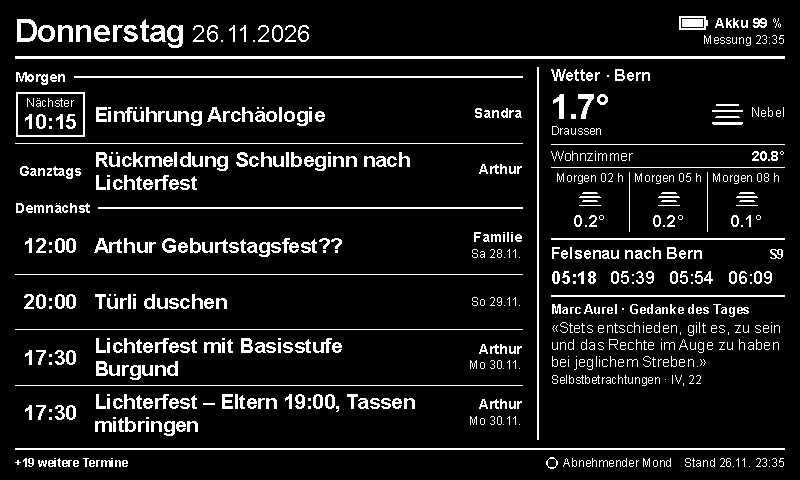 Donnerstag 26.11.2026
Akku 99 %
Messung 23:35
Morgen
Nächster
10:15
Einführung Archäologie
Sandra
Ganztags
Rückmeldung Schulbeginn nach
Lichterfest
Arthur
Demnächst
12:00
Arthur Geburtstagsfest??
Familie
Sa 28.11.
20:00
Türli duschen
So 29.11.
17:30
Lichterfest mit Basisstufe
Burgund
Arthur
Mo 30.11.
17:30
Lichterfest – Eltern 19:00, Tassen
mitbringen
Arthur
Mo 30.11.
Wetter · Bern
1.7°
Draussen
Nebel
Wohnzimmer 20.8°
Morgen 02 h Morgen 05 h Morgen 08 h
0.2° 0.2° 0.1°
Felsenau nach Bern S9
05:18 05:39 05:54 06:09
Marc Aurel · Gedanke des Tages
«Stets entschieden, gilt es, zu sein
und das Rechte im Auge zu haben
bei jeglichem Streben.»
Selbstbetrachtungen · IV, 22
+19 weitere Termine
Abnehmender Mond Stand 26.11. 23:35